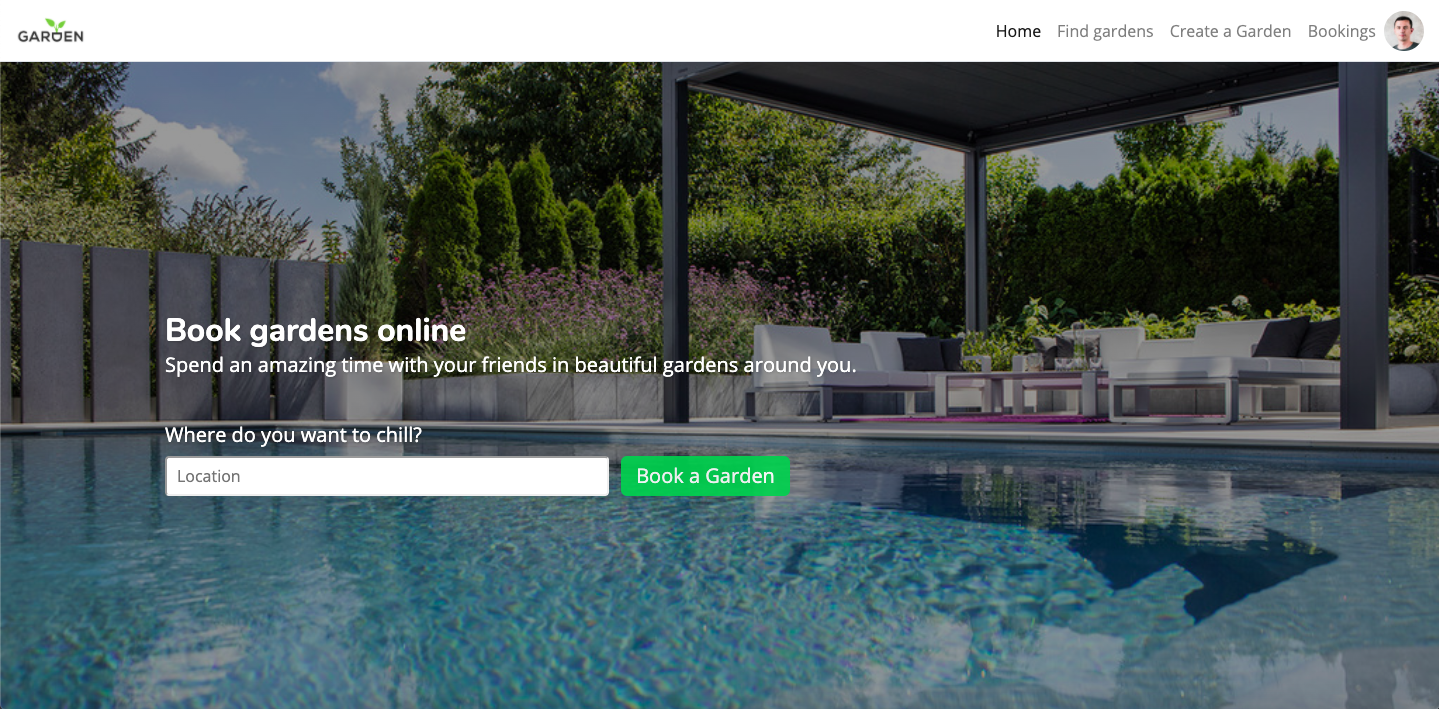 GARDEN
Home Find gardens Create a Garden Bookings
Book gardens online
Spend an amazing time with your friends in beautiful gardens around you.
Where do you want to chill?
Location Book a Garden